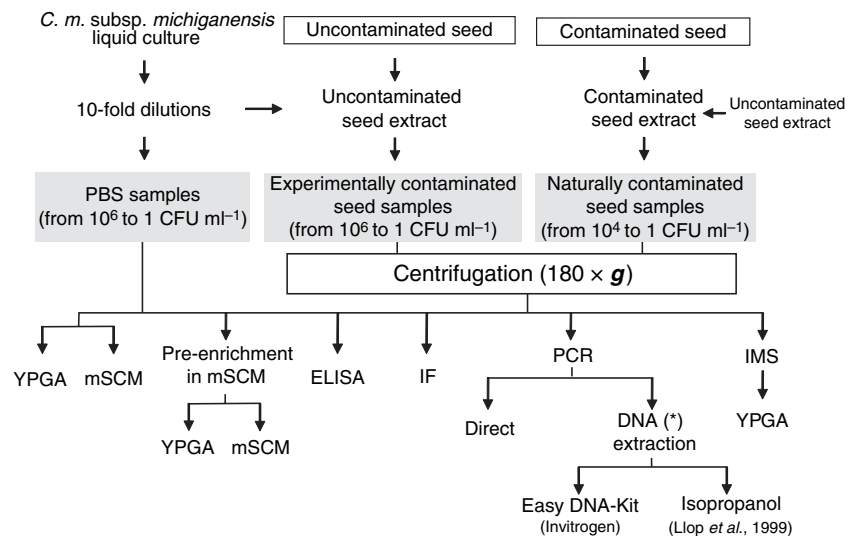 C. m. subsp. michiganensis
liquid culture
Uncontaminated seed
Contaminated seed
10-fold dilutions
Uncontaminated
seed extract
Contaminated
seed extract
Uncontaminated
seed extract
PBS samples
(from 10⁶ to 1 CFU ml⁻¹)
Experimentally contaminated
seed samples
(from 10⁶ to 1 CFU ml⁻¹)
Naturally contaminated
seed samples
(from 10⁴ to 1 CFU ml⁻¹)
Centrifugation (180 × g)
YPGA
mSCM
Pre-enrichment
in mSCM
YPGA
mSCM
ELISA
IF
PCR
Direct
DNA (*)
extraction
Easy DNA-Kit
(Invitrogen)
Isopropanol
(Llop et al., 1999)
IMS
YPGA